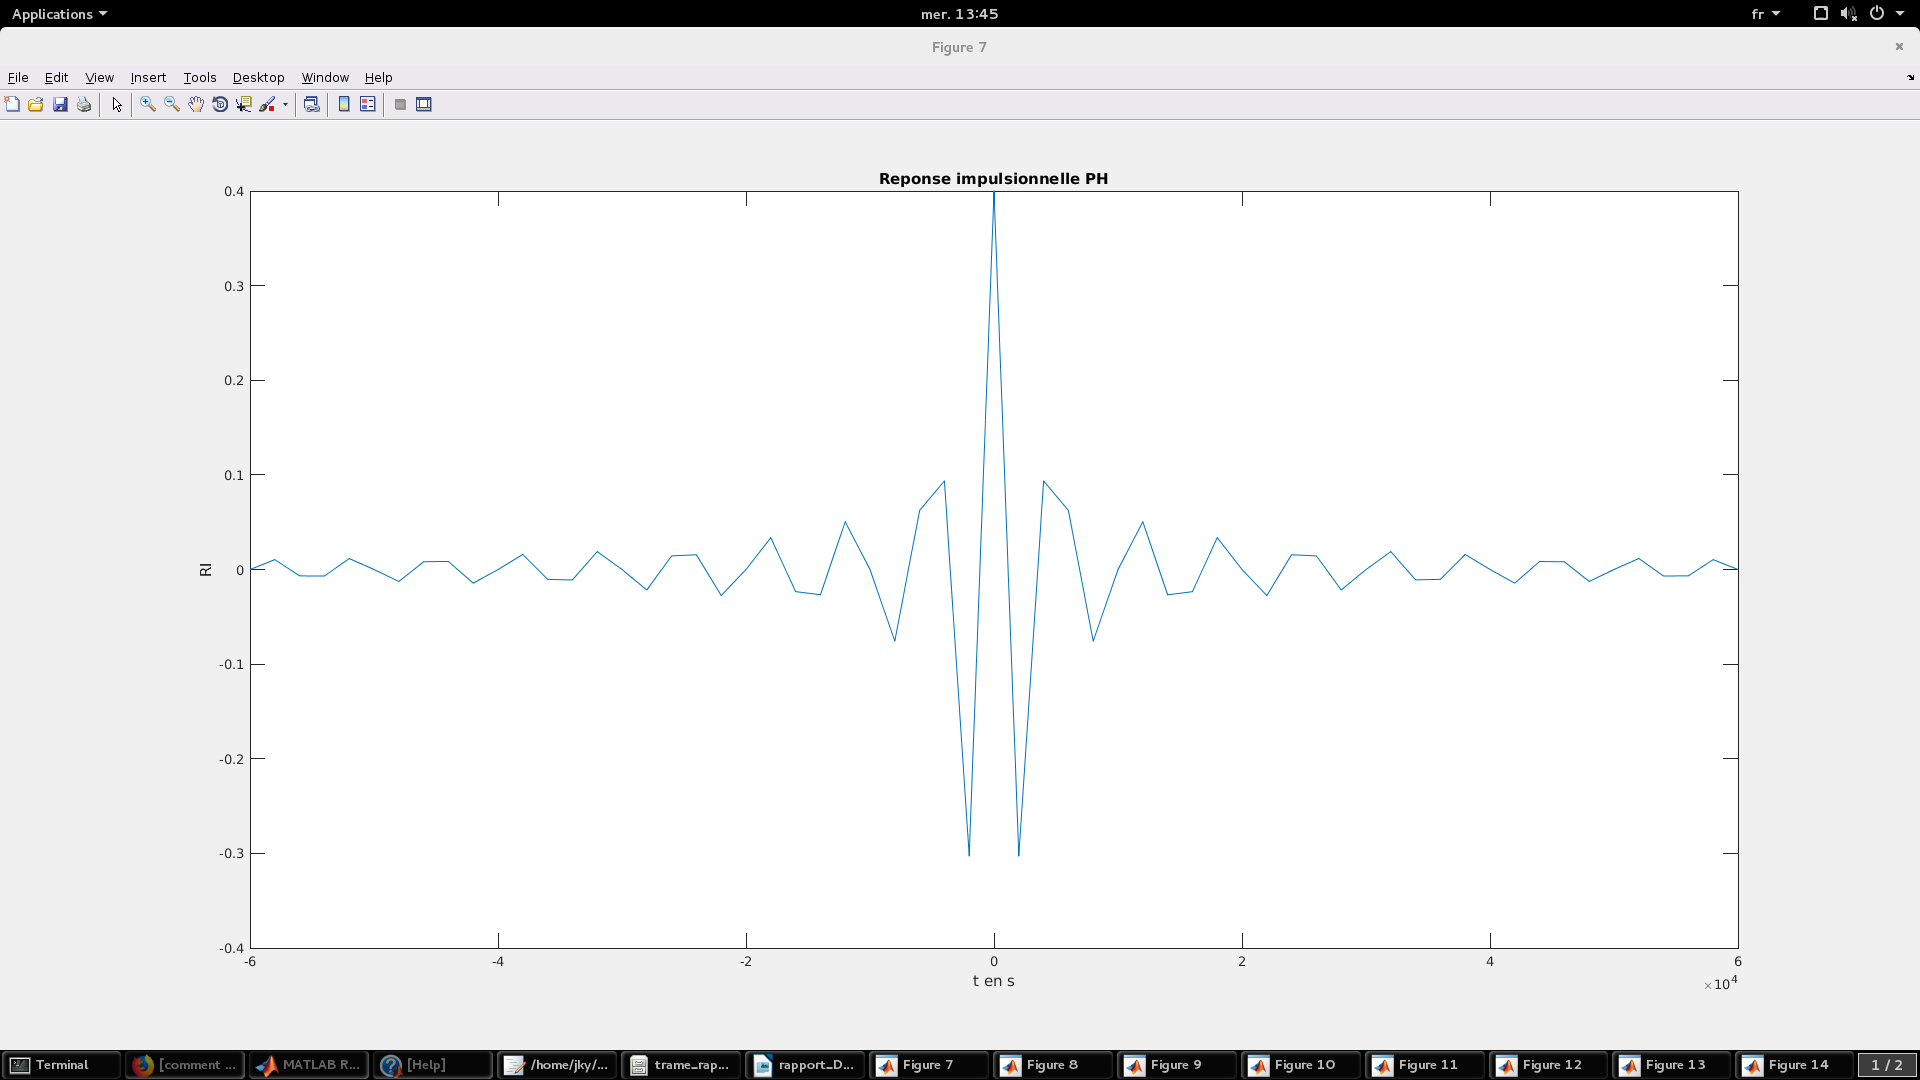 Applications
mer. 13:45
fr
Figure 7
File Edit View Insert Tools Desktop Window Help
Reponse impulsionnelle PH
0.4
0.3
0.2
0.1
0
-0.1
-0.2
-0.3
-0.4
RI
-6 -4 -2 0 2 4 6
t en s
×10^4
Terminal [comment ... MATLAB R... [Help] /home/jky/... trame_rap... rapport_D... Figure 7 Figure 8 Figure 9 Figure 10 Figure 11 Figure 12 Figure 13 Figure 14 1 / 2